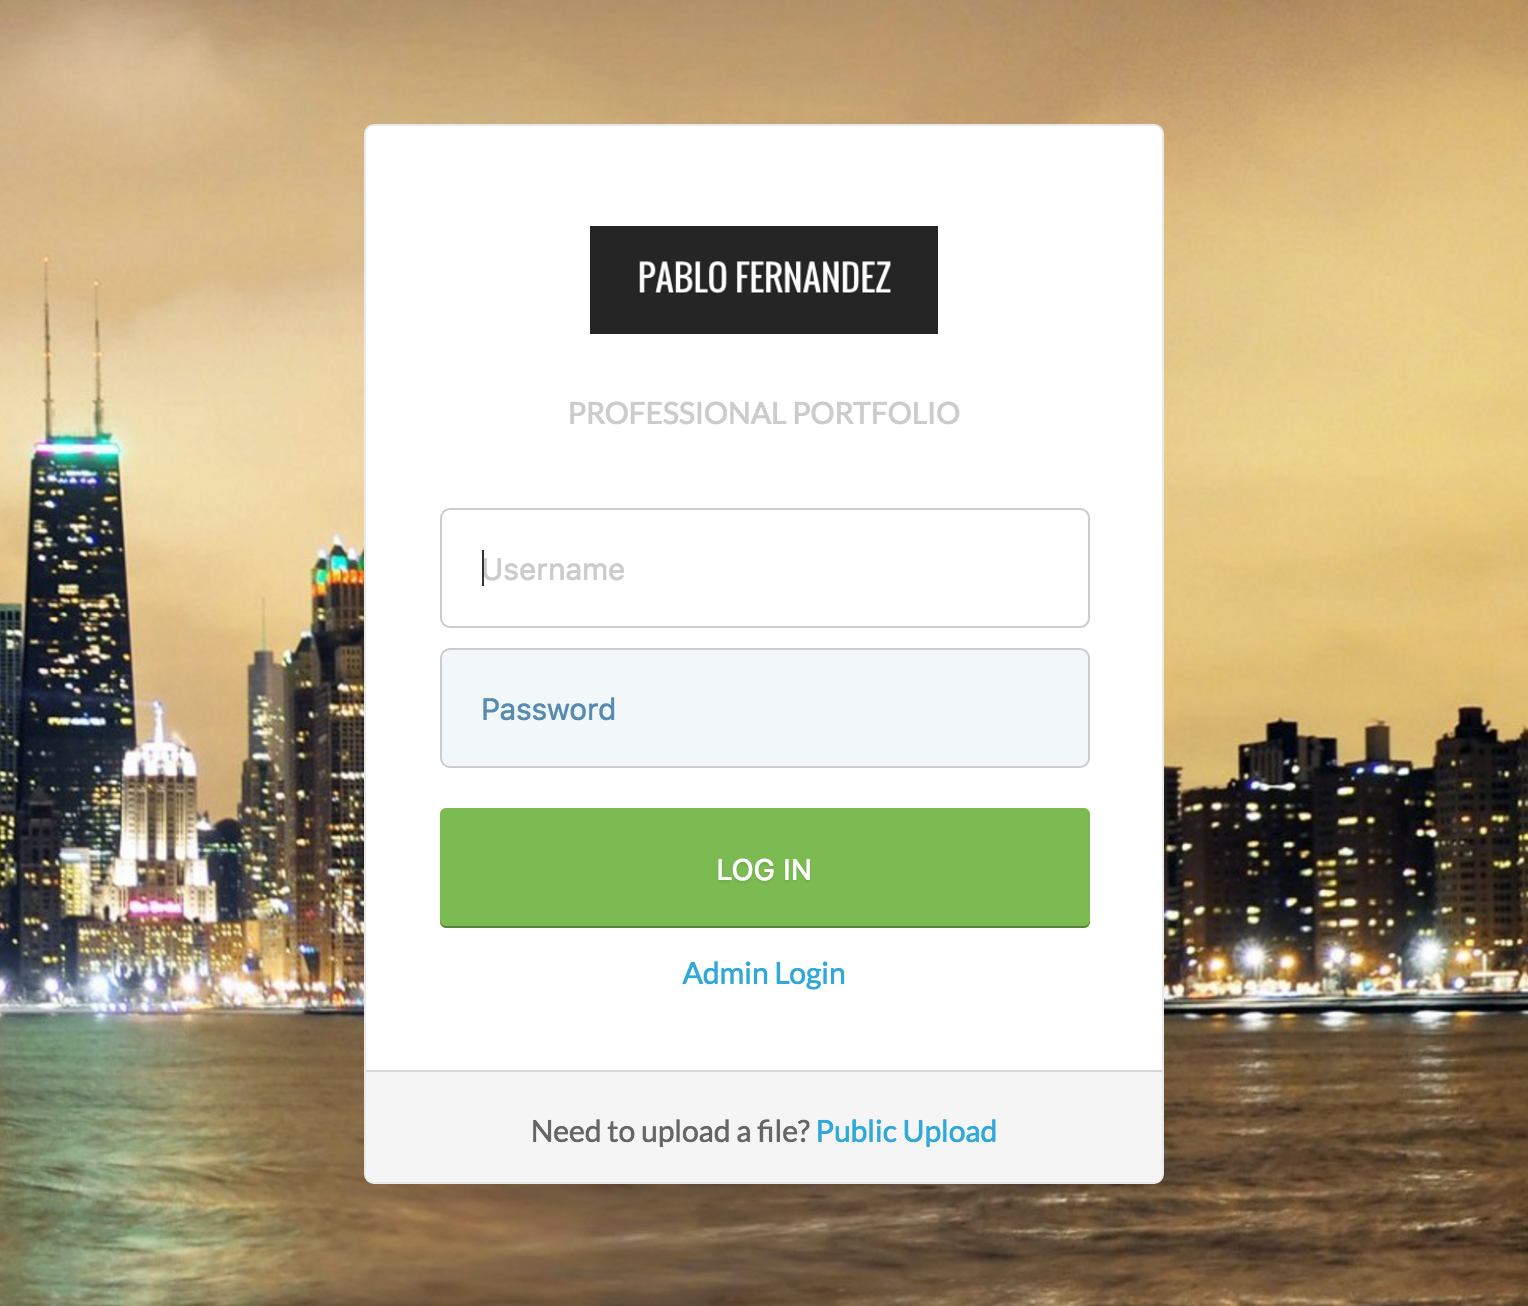 PABLO FERNANDEZ
PROFESSIONAL PORTFOLIO
Username
Password
LOG IN
Admin Login
Need to upload a file? Public Upload